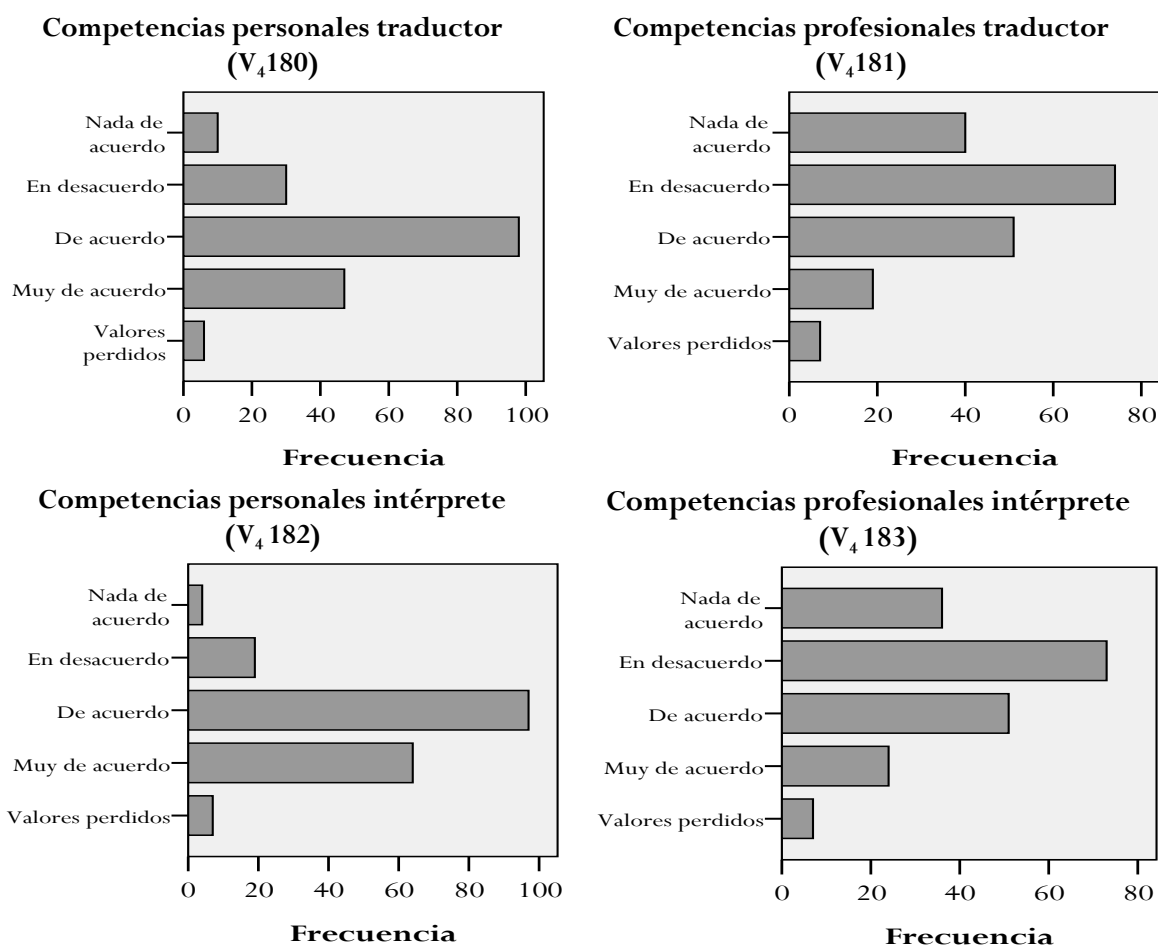 Competencias personales traductor
(V₄180)
Nada de
acuerdo
En desacuerdo
De acuerdo
Muy de acuerdo
Valores
perdidos
0 20 40 60 80 100
Frecuencia
Competencias profesionales traductor
(V₄181)
Nada de
acuerdo
En desacuerdo
De acuerdo
Muy de acuerdo
Valores perdidos
0 20 40 60 80
Frecuencia
Competencias personales intérprete
(V₄ 182)
Nada de
acuerdo
En desacuerdo
De acuerdo
Muy de acuerdo
Valores perdidos
0 20 40 60 80 100
Frecuencia
Competencias profesionales intérprete
(V₄ 183)
Nada de
acuerdo
En desacuerdo
De acuerdo
Muy de acuerdo
Valores perdidos
0 20 40 60 80
Frecuencia